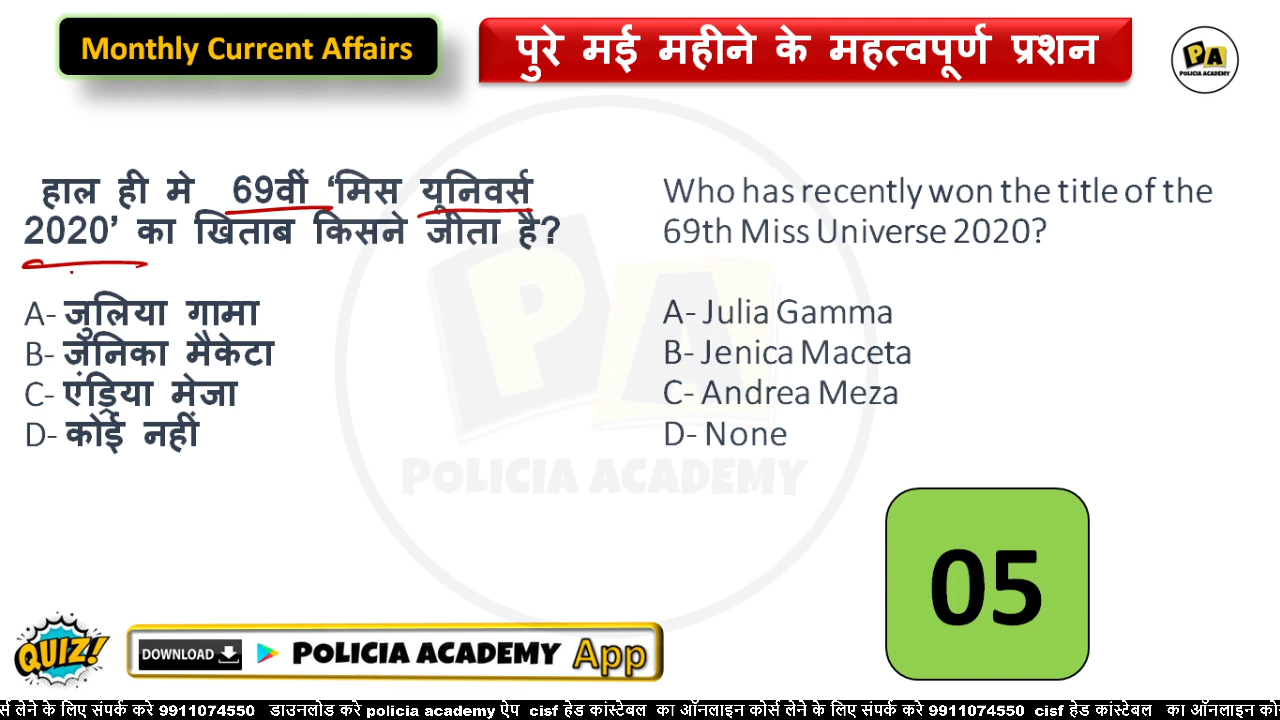 Monthly Current Affairs
पुरे मई महीने के महत्वपूर्ण प्रशन
PA
POLICIA ACADEMY
हाल ही मे 69वीं ‘मिस यूनिवर्स
2020’ का खिताब किसने जीता है?
A- जुलिया गामा
B- जेनिका मैकेटा
C- एंड्रिया मेजा
D- कोई नहीं
Who has recently won the title of the
69th Miss Universe 2020?
A- Julia Gamma
B- Jenica Maceta
C- Andrea Meza
D- None
PA
POLICIA ACADEMY
05
QUIZ!
DOWNLOAD POLICIA ACADEMY App
र्स लेने के लिए संपर्क करे 9911074550 डाउनलोड करे policia academy ऐप cisf हेड कांस्टेबल का ऑनलाइन कोर्स लेने के लिए संपर्क करे 9911074550 cisf हेड कांस्टेबल का ऑनलाइन